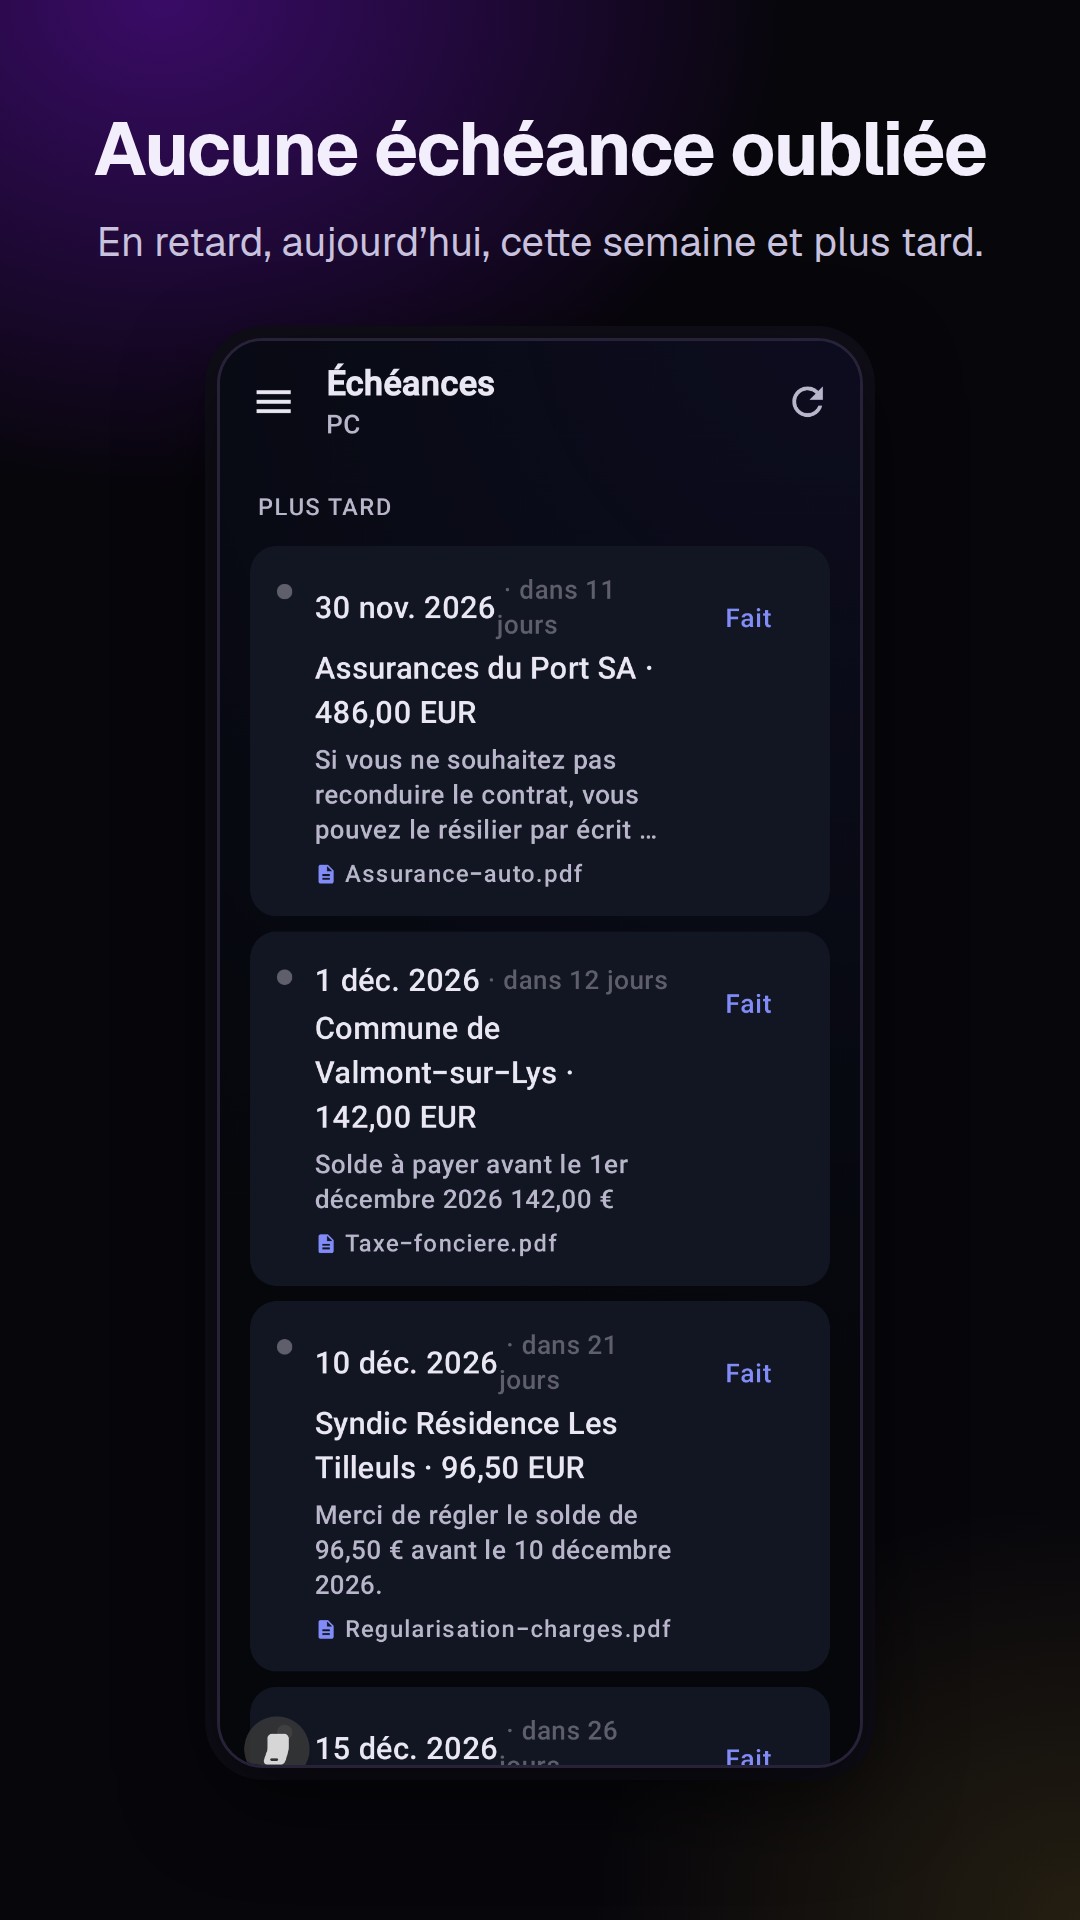 Aucune échéance oubliée
En retard, aujourd’hui, cette semaine et plus tard.
Échéances
PC
PLUS TARD
30 nov. 2026 · dans 11 jours
Fait
Assurances du Port SA ·
486,00 EUR
Si vous ne souhaitez pas
reconduire le contrat, vous
pouvez le résilier par écrit …
Assurance-auto.pdf
1 déc. 2026 · dans 12 jours
Fait
Commune de
Valmont-sur-Lys ·
142,00 EUR
Solde à payer avant le 1er
décembre 2026 142,00 €
Taxe-fonciere.pdf
10 déc. 2026 · dans 21 jours
Fait
Syndic Résidence Les
Tilleuls · 96,50 EUR
Merci de régler le solde de
96,50 € avant le 10 décembre
2026.
Regularisation-charges.pdf
15 déc. 2026 · dans 26 jours
Fait